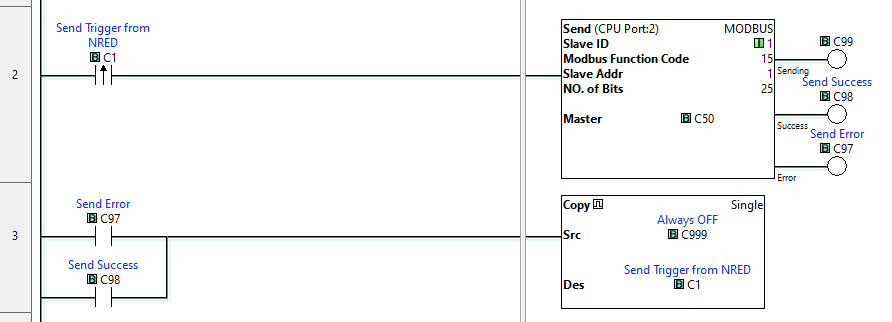 2
Send Trigger from
NRED
B C1
Send (CPU Port:2) MODBUS
Slave ID I 1
Modbus Function Code 15
Slave Addr 1
NO. of Bits 25
Master B C50
B C99
Sending
Send Success
B C98
Success
Send Error
B C97
Error
3
Send Error
B C97
Send Success
B C98
Copy Single
Always OFF
Src B C999
Send Trigger from NRED
Des B C1